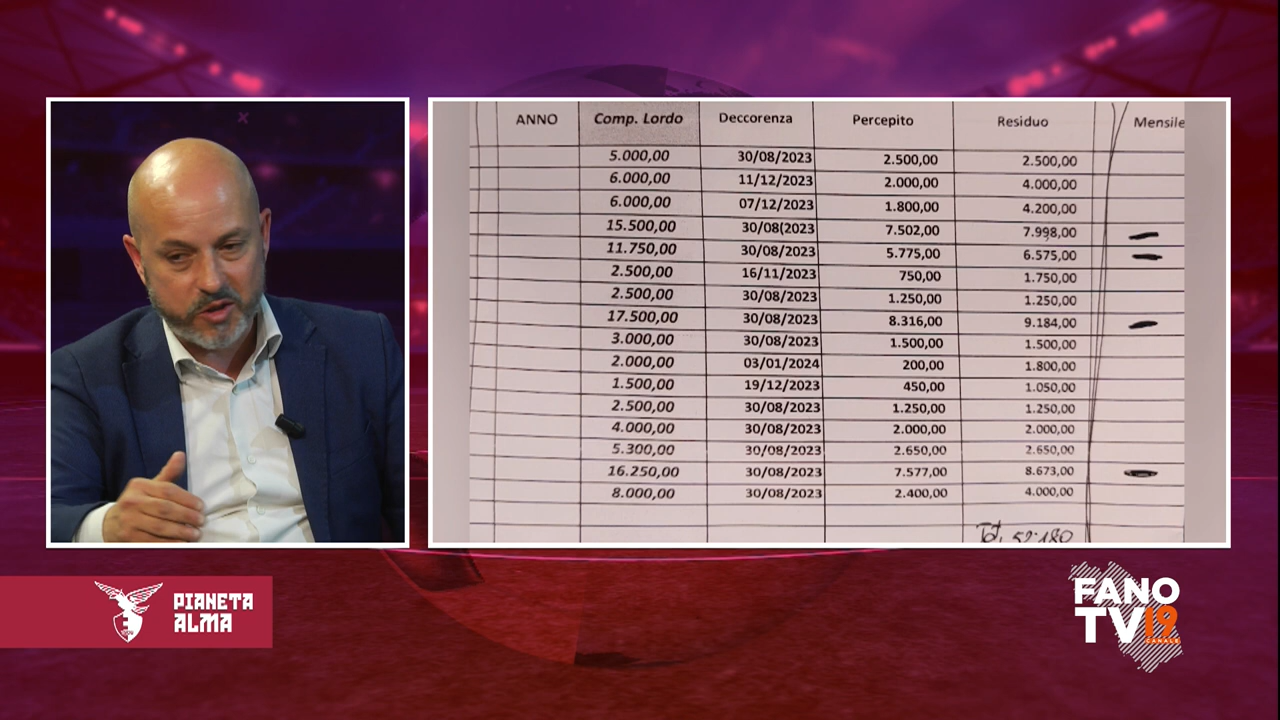 ANNO Comp. Lordo Deccorenza Percepito Residuo Mensile
5.000,00 30/08/2023 2.500,00 2.500,00
6.000,00 11/12/2023 2.000,00 4.000,00
6.000,00 07/12/2023 1.800,00 4.200,00
15.500,00 30/08(2023 7.502,00 7.998,00
11.750,00 30/08/2023 5.775,00 6.575,00
2.500,00 16/11/2023 750,00 1.750,00
2.500,00 30/08/2023 1.250,00 1.250,00
17.500,00 30/08/2023 8.316,00 9.184,00
3.000,00 30/08/2023 1.500,00 1.500,00
2.000,00 03/01/2024 200,00 1.800,00
1.500,00 19/12/2023 450,00 1.050,00
2.500,00 30/08/2023 1.250,00 1.250,00
4.000,00 30/08/2023 2.000,00 2.000,00
5.300,00 30/08/2023 2.650,00 2.650,00
16.250,00 30/08/2023 7.577,00 8.673,00
8.000,00 30/08/2023 2.400,00 4.000,00
Tot. 52.180
PIANETA
ALMA
FANO
TV19
CANALE